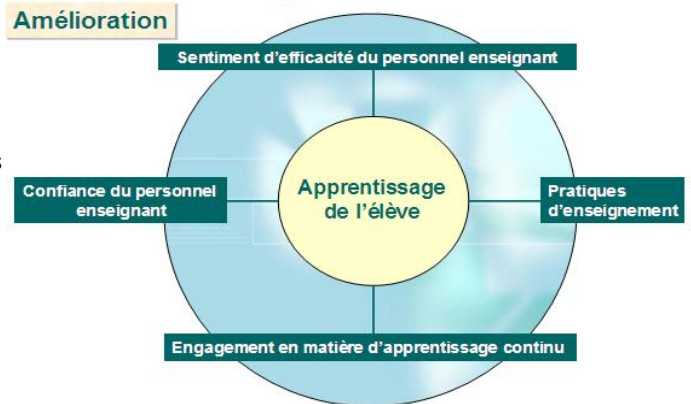 Amélioration
Sentiment d'efficacité du personnel enseignant
s
Confiance du personnel
enseignant
Apprentissage
de l'élève
Pratiques
d'enseignement
Engagement en matière d'apprentissage continu